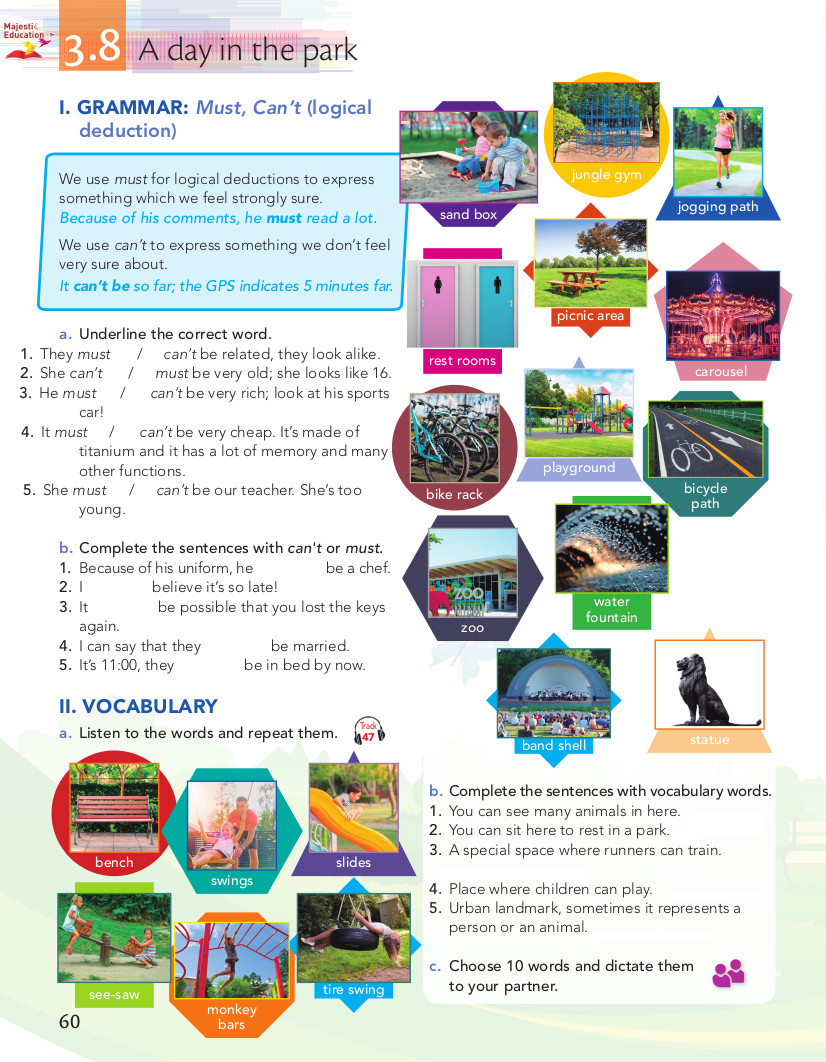 Majestic
Education
3.8 A day in the park
I. GRAMMAR: Must, Can't (logical
deduction)
We use must for logical deductions to express
something which we feel strongly sure.
Because of his comments, he must read a lot.
We use can't to express something we don't feel
very sure about.
It can't be so far; the GPS indicates 5 minutes far.
a. Underline the correct word.
1. They must / can't be related, they look alike.
2. She can't / must be very old; she looks like 16.
3. He must / can't be very rich; look at his sports
car!
4. It must / can't be very cheap. It's made of
titanium and it has a lot of memory and many
other functions.
5. She must / can't be our teacher. She's too
young.
b. Complete the sentences with can't or must.
1. Because of his uniform, he be a chef.
2. I believe it's so late!
3. It be possible that you lost the keys
again.
4. I can say that they be married.
5. It's 11:00, they be in bed by now.
sand box
jungle gym
jogging path
rest rooms
picnic area
carousel
bike rack
playground
bicycle
path
ZOO
zoo
water
fountain
band shell
statue
II. VOCABULARY
a. Listen to the words and repeat them.
Track
47
bench
swings
slides
see-saw
monkey
bars
tire swing
b. Complete the sentences with vocabulary words.
1. You can see many animals in here.
2. You can sit here to rest in a park.
3. A special space where runners can train.
4. Place where children can play.
5. Urban landmark, sometimes it represents a
person or an animal.
c. Choose 10 words and dictate them
to your partner.
60